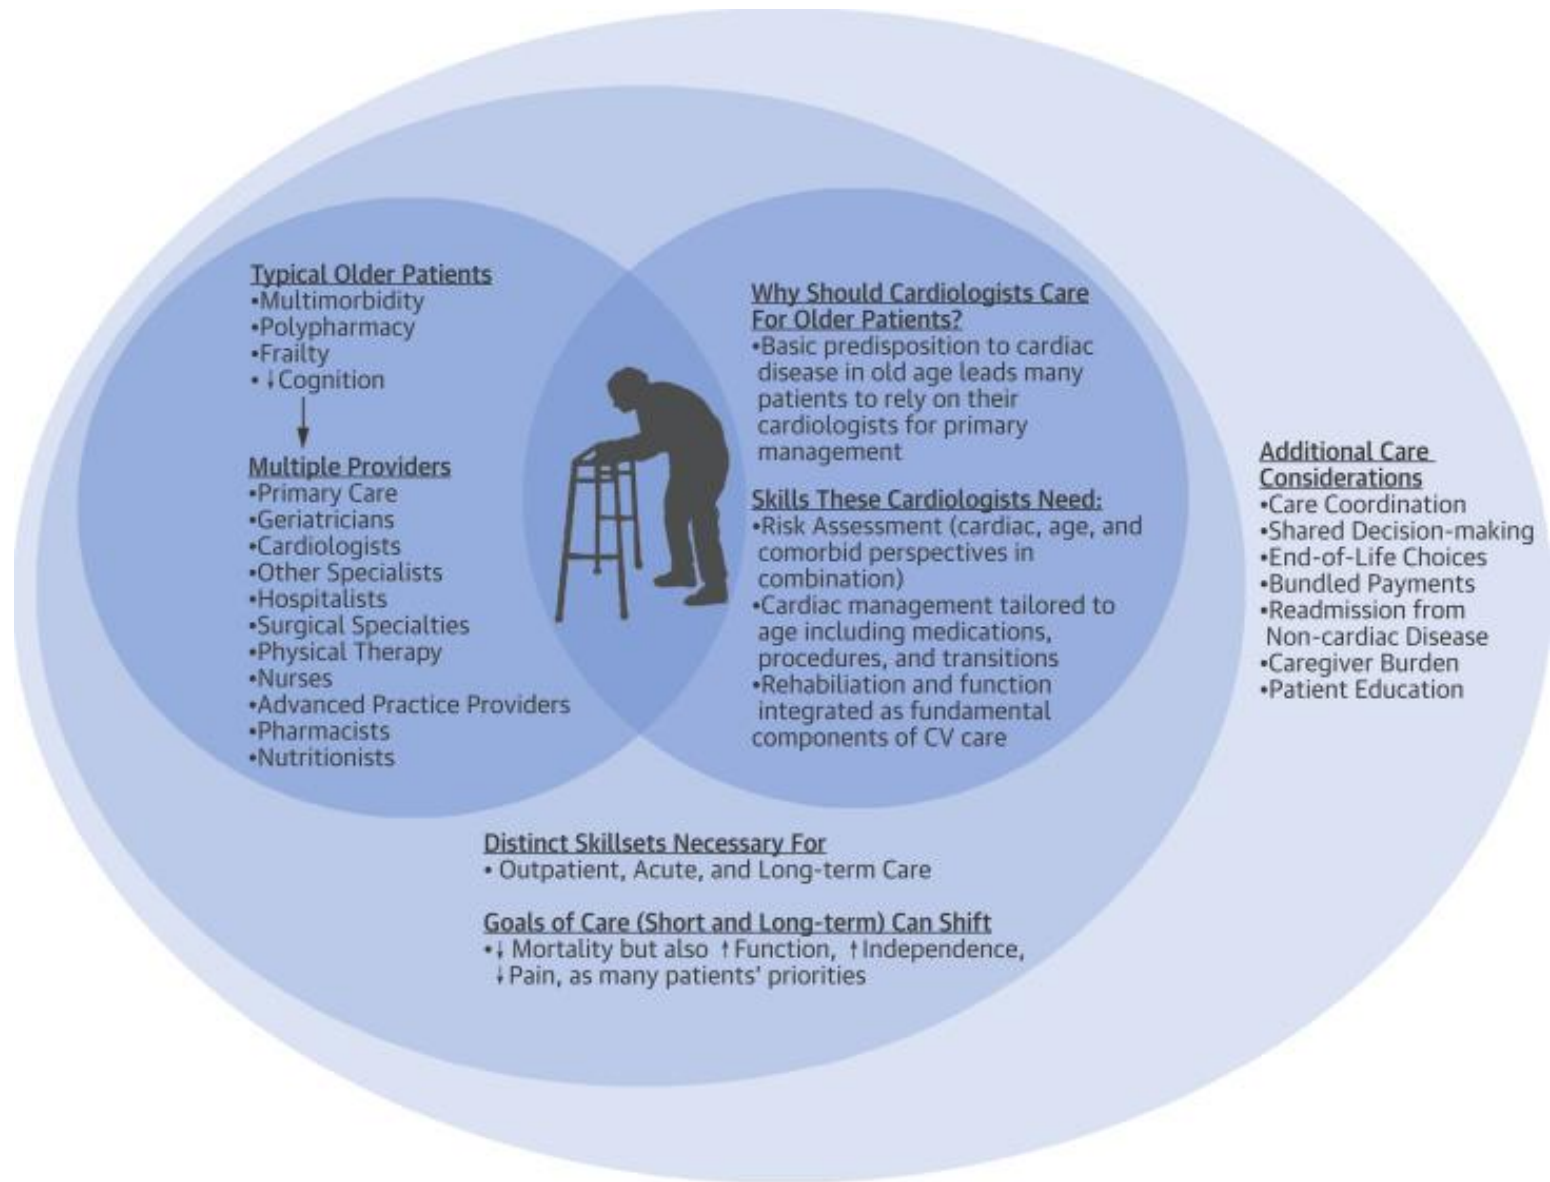 Typical Older Patients
•Multimorbidity
•Polypharmacy
•Frailty
• ↓Cognition
Multiple Providers
•Primary Care
•Geriatricians
•Cardiologists
•Other Specialists
•Hospitalists
•Surgical Specialties
•Physical Therapy
•Nurses
•Advanced Practice Providers
•Pharmacists
•Nutritionists
Why Should Cardiologists Care
For Older Patients?
•Basic predisposition to cardiac
disease in old age leads many
patients to rely on their
cardiologists for primary
management
Skills These Cardiologists Need:
•Risk Assessment (cardiac, age, and
comorbid perspectives in
combination)
•Cardiac management tailored to
age including medications,
procedures, and transitions
•Rehabiliation and function
integrated as fundamental
components of CV care
Additional Care
Considerations
•Care Coordination
•Shared Decision-making
•End-of-Life Choices
•Bundled Payments
•Readmission from
Non-cardiac Disease
•Caregiver Burden
•Patient Education
Distinct Skillsets Necessary For
• Outpatient, Acute, and Long-term Care
Goals of Care (Short and Long-term) Can Shift
•↓ Mortality but also ↑Function, ↑Independence,
↓Pain, as many patients' priorities